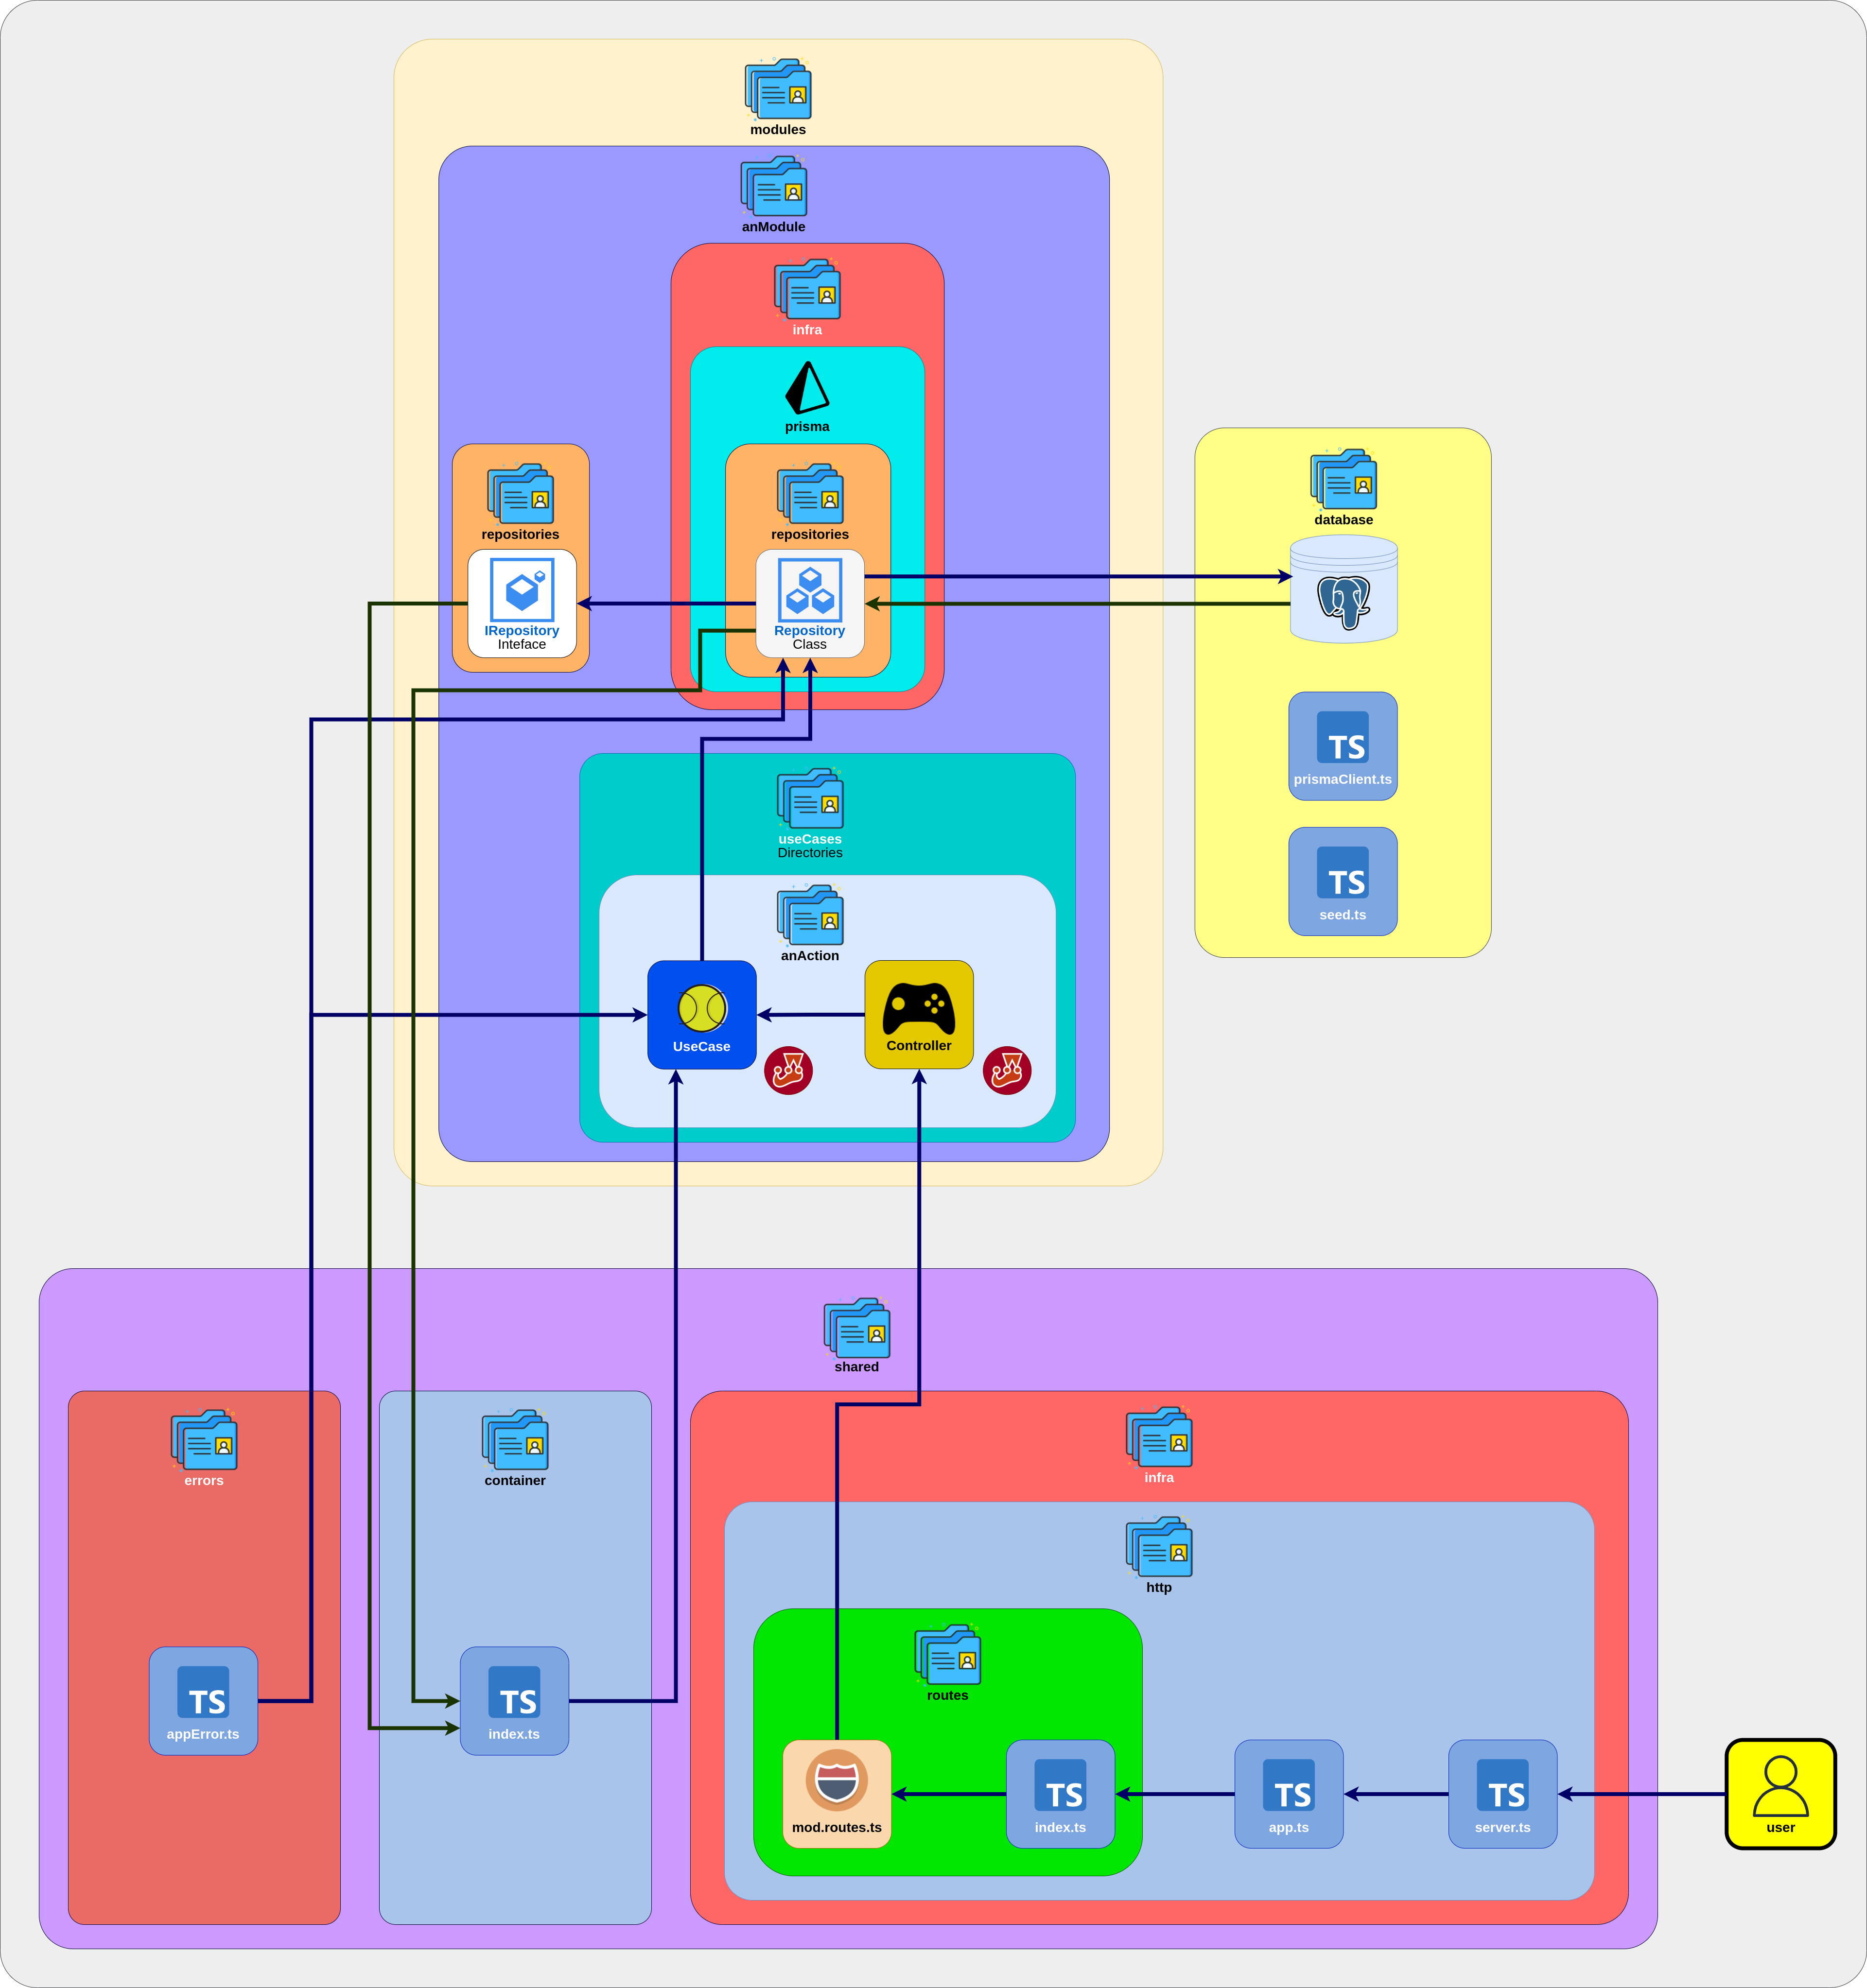 modules
anModule
infra
prisma
repositories
IRepository
Inteface
repositories
Repository
Class
database
TS
prismaClient.ts
TS
seed.ts
useCases
Directories
anAction
UseCase
Controller
shared
errors
TS
appError.ts
container
TS
index.ts
infra
http
routes
mod.routes.ts
TS
index.ts
TS
app.ts
TS
server.ts
user